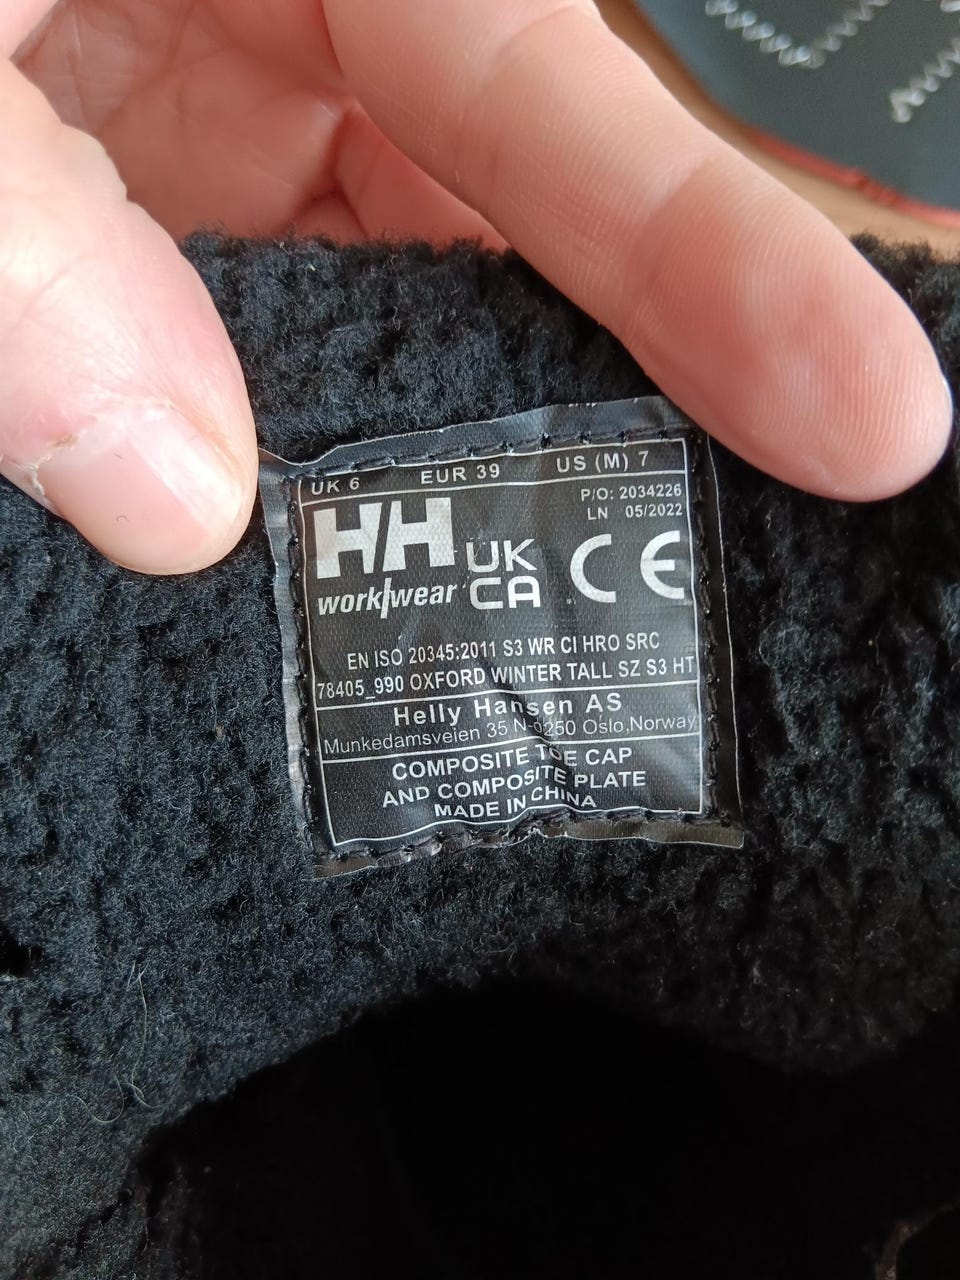 UK 6 EUR 39 US (M) 7
P/O: 2034226
LN 05/2022
HH
work/wear
UK
CA
CE
EN ISO 20345:2011 S3 WR CI HRO SRC
78405_990 OXFORD WINTER TALL SZ S3 HT
Helly Hansen AS
Munkedamsveien 35 N-0250 Oslo,Norway
COMPOSITE TOE CAP
AND COMPOSITE PLATE
MADE IN CHINA